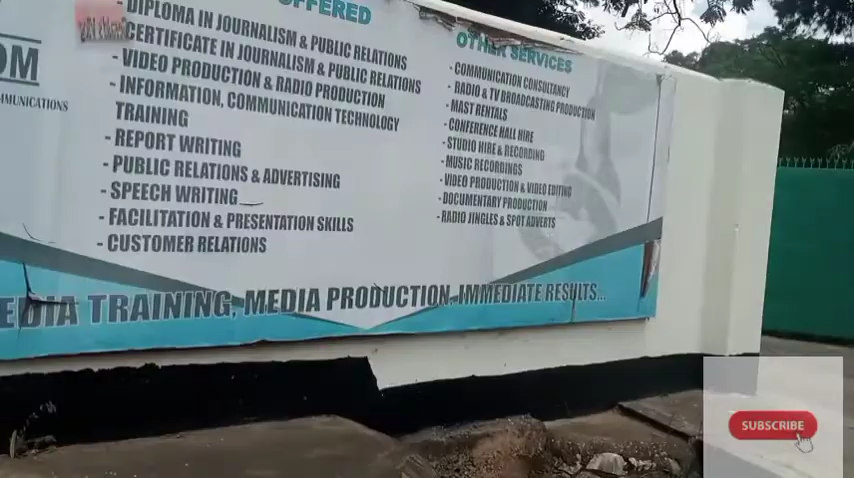 OFFERED
- DIPLOMA IN JOURNALISM & PUBLIC RELATIONS
CERTIFICATE IN JOURNALISM & PUBLIC RELATIONS
- VIDEO PRODUCTION & RADIO PRODUCTION
- INFORMATION, COMMUNICATION TECHNOLOGY
TRAINING
- REPORT WRITING
- PUBLIC RELATIONS & ADVERTISING
- SPEECH WRITING
- FACILITATION & PRESENTATION SKILLS
- CUSTOMER RELATIONS
OTHER SERVICES
- COMMUNICATION CONSULTANCY
- RADIO & TV BROADCASTING PRODUCTION
- MAST RENTALS
- CONFERENCE HALL HIRE
- STUDIO HIRE & RECORDING
- MUSIC RECORDINGS
- VIDEO PRODUCTION & VIDEO EDITING
- DOCUMENTARY PRODUCTION
- RADIO JINGLES & SPOT ADVERTS
OM
MMUNICATIONS
EDIA TRAINING, MEDIA PRODUCTION, IMMEDIATE RESULTS...
SUBSCRIBE